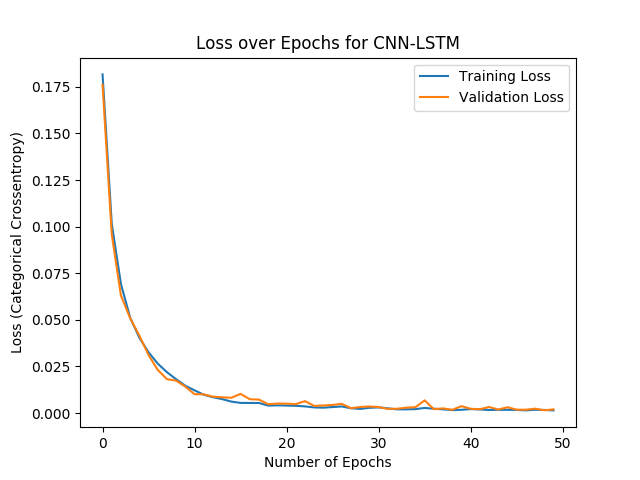 Loss over Epochs for CNN-LSTM
Training Loss
Validation Loss
Loss (Categorical Crossentropy)
0.175
0.150
0.125
0.100
0.075
0.050
0.025
0.000
0 10 20 30 40 50
Number of Epochs